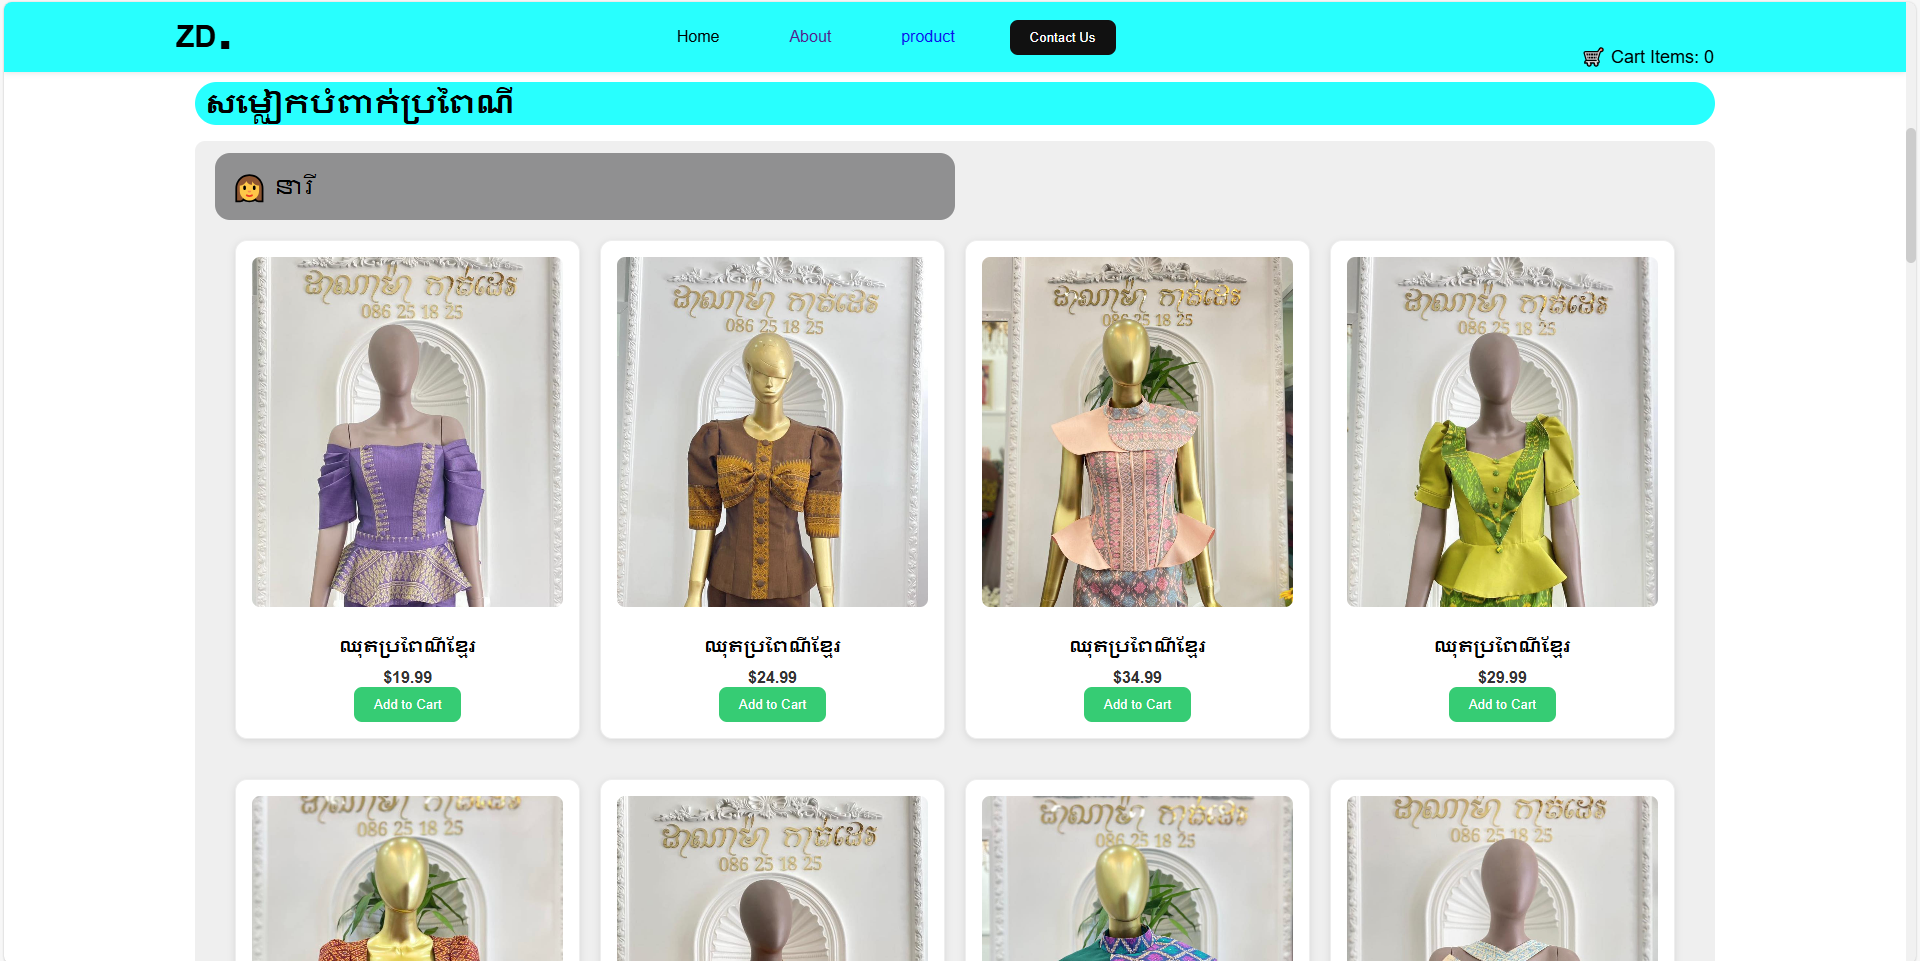 ZD.
Home
About
product
Contact Us
Cart Items: 0
សម្លៀកបំពាក់ប្រពៃណី
នារី
ដាណាម៉ា កាត់ដេរ
086 25 18 25
ដាណាម៉ា កាត់ដេរ
086 25 18 25
ដាណាម៉ា កាត់ដេរ
086 25 18 25
ដាណាម៉ា កាត់ដេរ
086 25 18 25
ឈុតប្រពៃណីខ្មែរ
$19.99
Add to Cart
ឈុតប្រពៃណីខ្មែរ
$24.99
Add to Cart
ឈុតប្រពៃណីខ្មែរ
$34.99
Add to Cart
ឈុតប្រពៃណីខ្មែរ
$29.99
Add to Cart
ដាណាម៉ា កាត់ដេរ
086 25 18 25
ដាណាម៉ា កាត់ដេរ
086 25 18 25
ដាណាម៉ា កាត់ដេរ
086 25 18 25
ដាណាម៉ា កាត់ដេរ
086 25 18 25